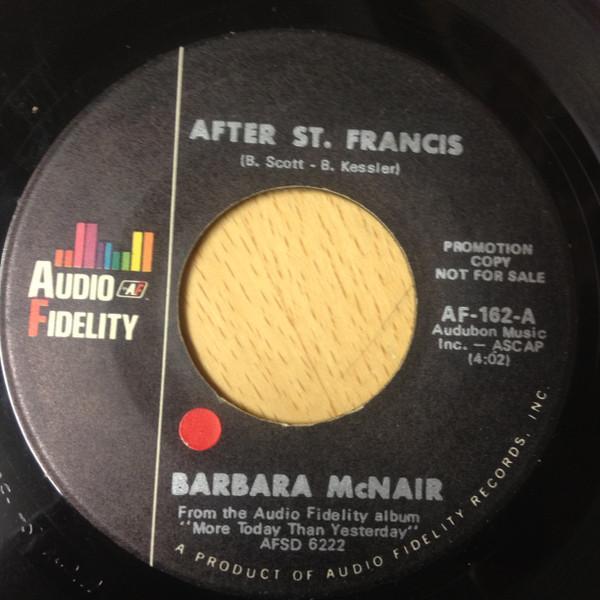 AFTER ST. FRANCIS
(B. Scott - B. Kessler)
AUDIO AF
FIDELITY
PROMOTION
COPY
NOT FOR SALE
AF-162-A
Audubon Music
Inc. — ASCAP
(4:02)
BARBARA McNAIR
From the Audio Fidelity album
"More Today Than Yesterday"
AFSD 6222
A PRODUCT OF AUDIO FIDELITY RECORDS, INC.